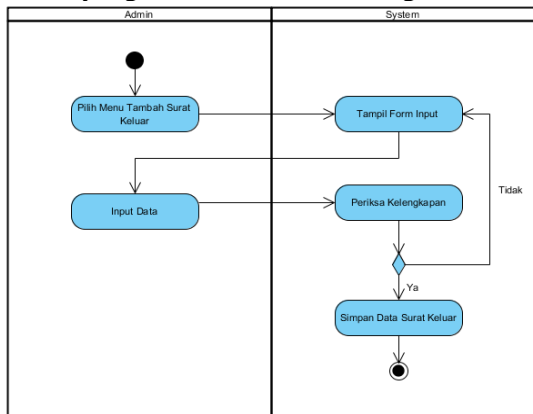 Admin
System
Pilih Menu Tambah Surat
Keluar
Tampil Form Input
Input Data
Periksa Kelengkapan
Tidak
Ya
Simpan Data Surat Keluar